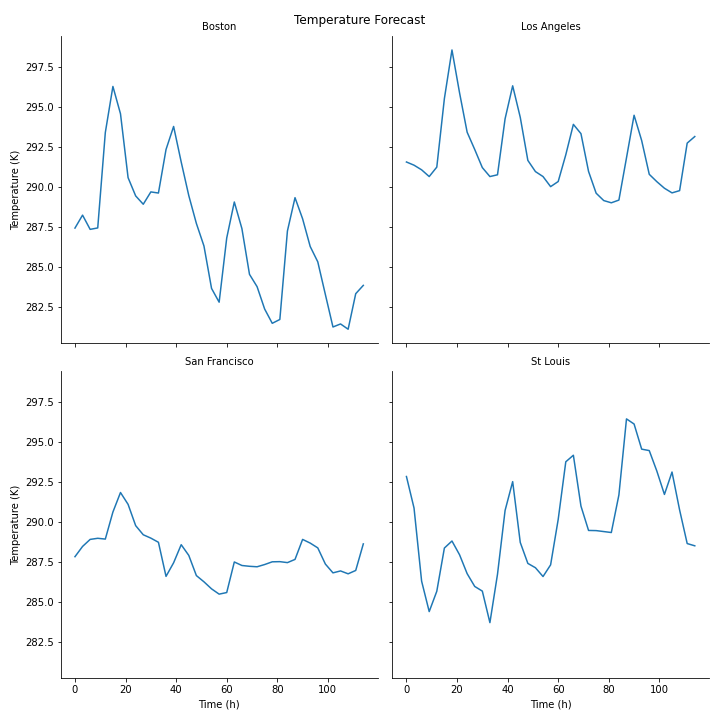 Temperature Forecast
Boston
Los Angeles
297.5
295.0
292.5
290.0
287.5
285.0
282.5
Temperature (K)
San Francisco
St Louis
297.5
295.0
292.5
290.0
287.5
285.0
282.5
Temperature (K)
0 20 40 60 80 100
0 20 40 60 80 100
Time (h)
Time (h)